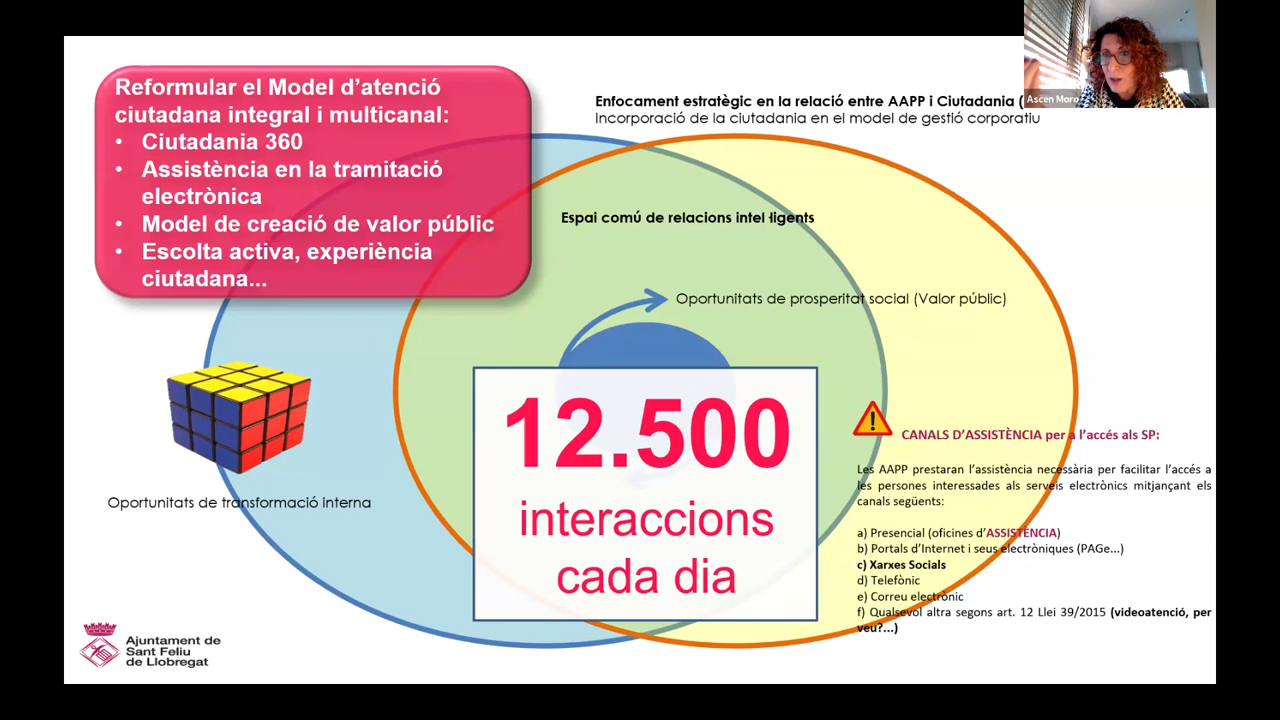 Reformular el Model d’atenció
ciutadana integral i multicanal:
• Ciutadania 360
• Assistència en la tramitació
electrònica
• Model de creació de valor públic
• Escolta activa, experiència
ciutadana...
Ascen Moro
Enfocament estratègic en la relació entre AAPP i Ciutadania (
Incorporació de la ciutadania en el model de gestió corporatiu
Espai comú de relacions intel·ligents
Oportunitats de prosperitat social (Valor públic)
12.500
interaccions
cada dia
Oportunitats de transformació interna
CANALS D’ASSISTÈNCIA per a l’accés als SP:
Les AAPP prestaran l’assistència necessària per facilitar l’accés a
les persones interessades als serveis electrònics mitjançant els
canals següents:
a) Presencial (oficines d’ASSISTÈNCIA)
b) Portals d’Internet i seus electròniques (PAGe...)
c) Xarxes Socials
d) Telefònic
e) Correu electrònic
f) Qualsevol altra segons art. 12 Llei 39/2015 (videoatenció, per
veu?...)
Ajuntament de
Sant Feliu
de Llobregat